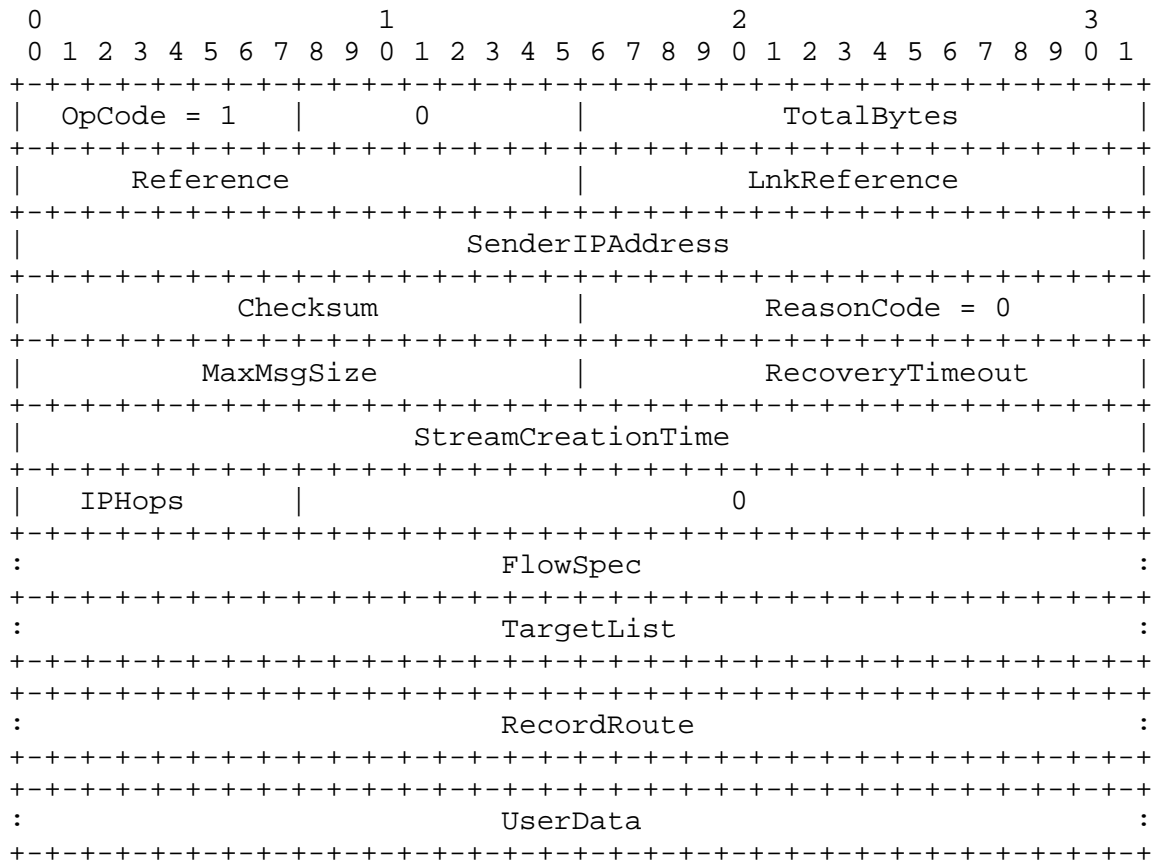 0                   1                   2                   3
 0 1 2 3 4 5 6 7 8 9 0 1 2 3 4 5 6 7 8 9 0 1 2 3 4 5 6 7 8 9 0 1
+-+-+-+-+-+-+-+-+-+-+-+-+-+-+-+-+-+-+-+-+-+-+-+-+-+-+-+-+-+-+-+-+
|  OpCode = 1   |      0        |           TotalBytes          |
+-+-+-+-+-+-+-+-+-+-+-+-+-+-+-+-+-+-+-+-+-+-+-+-+-+-+-+-+-+-+-+-+
|      Reference                |         LnkReference          |
+-+-+-+-+-+-+-+-+-+-+-+-+-+-+-+-+-+-+-+-+-+-+-+-+-+-+-+-+-+-+-+-+
|                         SenderIPAddress                       |
+-+-+-+-+-+-+-+-+-+-+-+-+-+-+-+-+-+-+-+-+-+-+-+-+-+-+-+-+-+-+-+-+
|            Checksum           |          ReasonCode = 0       |
+-+-+-+-+-+-+-+-+-+-+-+-+-+-+-+-+-+-+-+-+-+-+-+-+-+-+-+-+-+-+-+-+
|          MaxMsgSize           |          RecoveryTimeout      |
+-+-+-+-+-+-+-+-+-+-+-+-+-+-+-+-+-+-+-+-+-+-+-+-+-+-+-+-+-+-+-+-+
|                      StreamCreationTime                       |
+-+-+-+-+-+-+-+-+-+-+-+-+-+-+-+-+-+-+-+-+-+-+-+-+-+-+-+-+-+-+-+-+
|   IPHops      |                        0                      |
+-+-+-+-+-+-+-+-+-+-+-+-+-+-+-+-+-+-+-+-+-+-+-+-+-+-+-+-+-+-+-+-+
:                           FlowSpec                            :
+-+-+-+-+-+-+-+-+-+-+-+-+-+-+-+-+-+-+-+-+-+-+-+-+-+-+-+-+-+-+-+-+
:                           TargetList                          :
+-+-+-+-+-+-+-+-+-+-+-+-+-+-+-+-+-+-+-+-+-+-+-+-+-+-+-+-+-+-+-+-+
+-+-+-+-+-+-+-+-+-+-+-+-+-+-+-+-+-+-+-+-+-+-+-+-+-+-+-+-+-+-+-+-+
:                           RecordRoute                         :
+-+-+-+-+-+-+-+-+-+-+-+-+-+-+-+-+-+-+-+-+-+-+-+-+-+-+-+-+-+-+-+-+
+-+-+-+-+-+-+-+-+-+-+-+-+-+-+-+-+-+-+-+-+-+-+-+-+-+-+-+-+-+-+-+-+
:                           UserData                            :
+-+-+-+-+-+-+-+-+-+-+-+-+-+-+-+-+-+-+-+-+-+-+-+-+-+-+-+-+-+-+-+-+